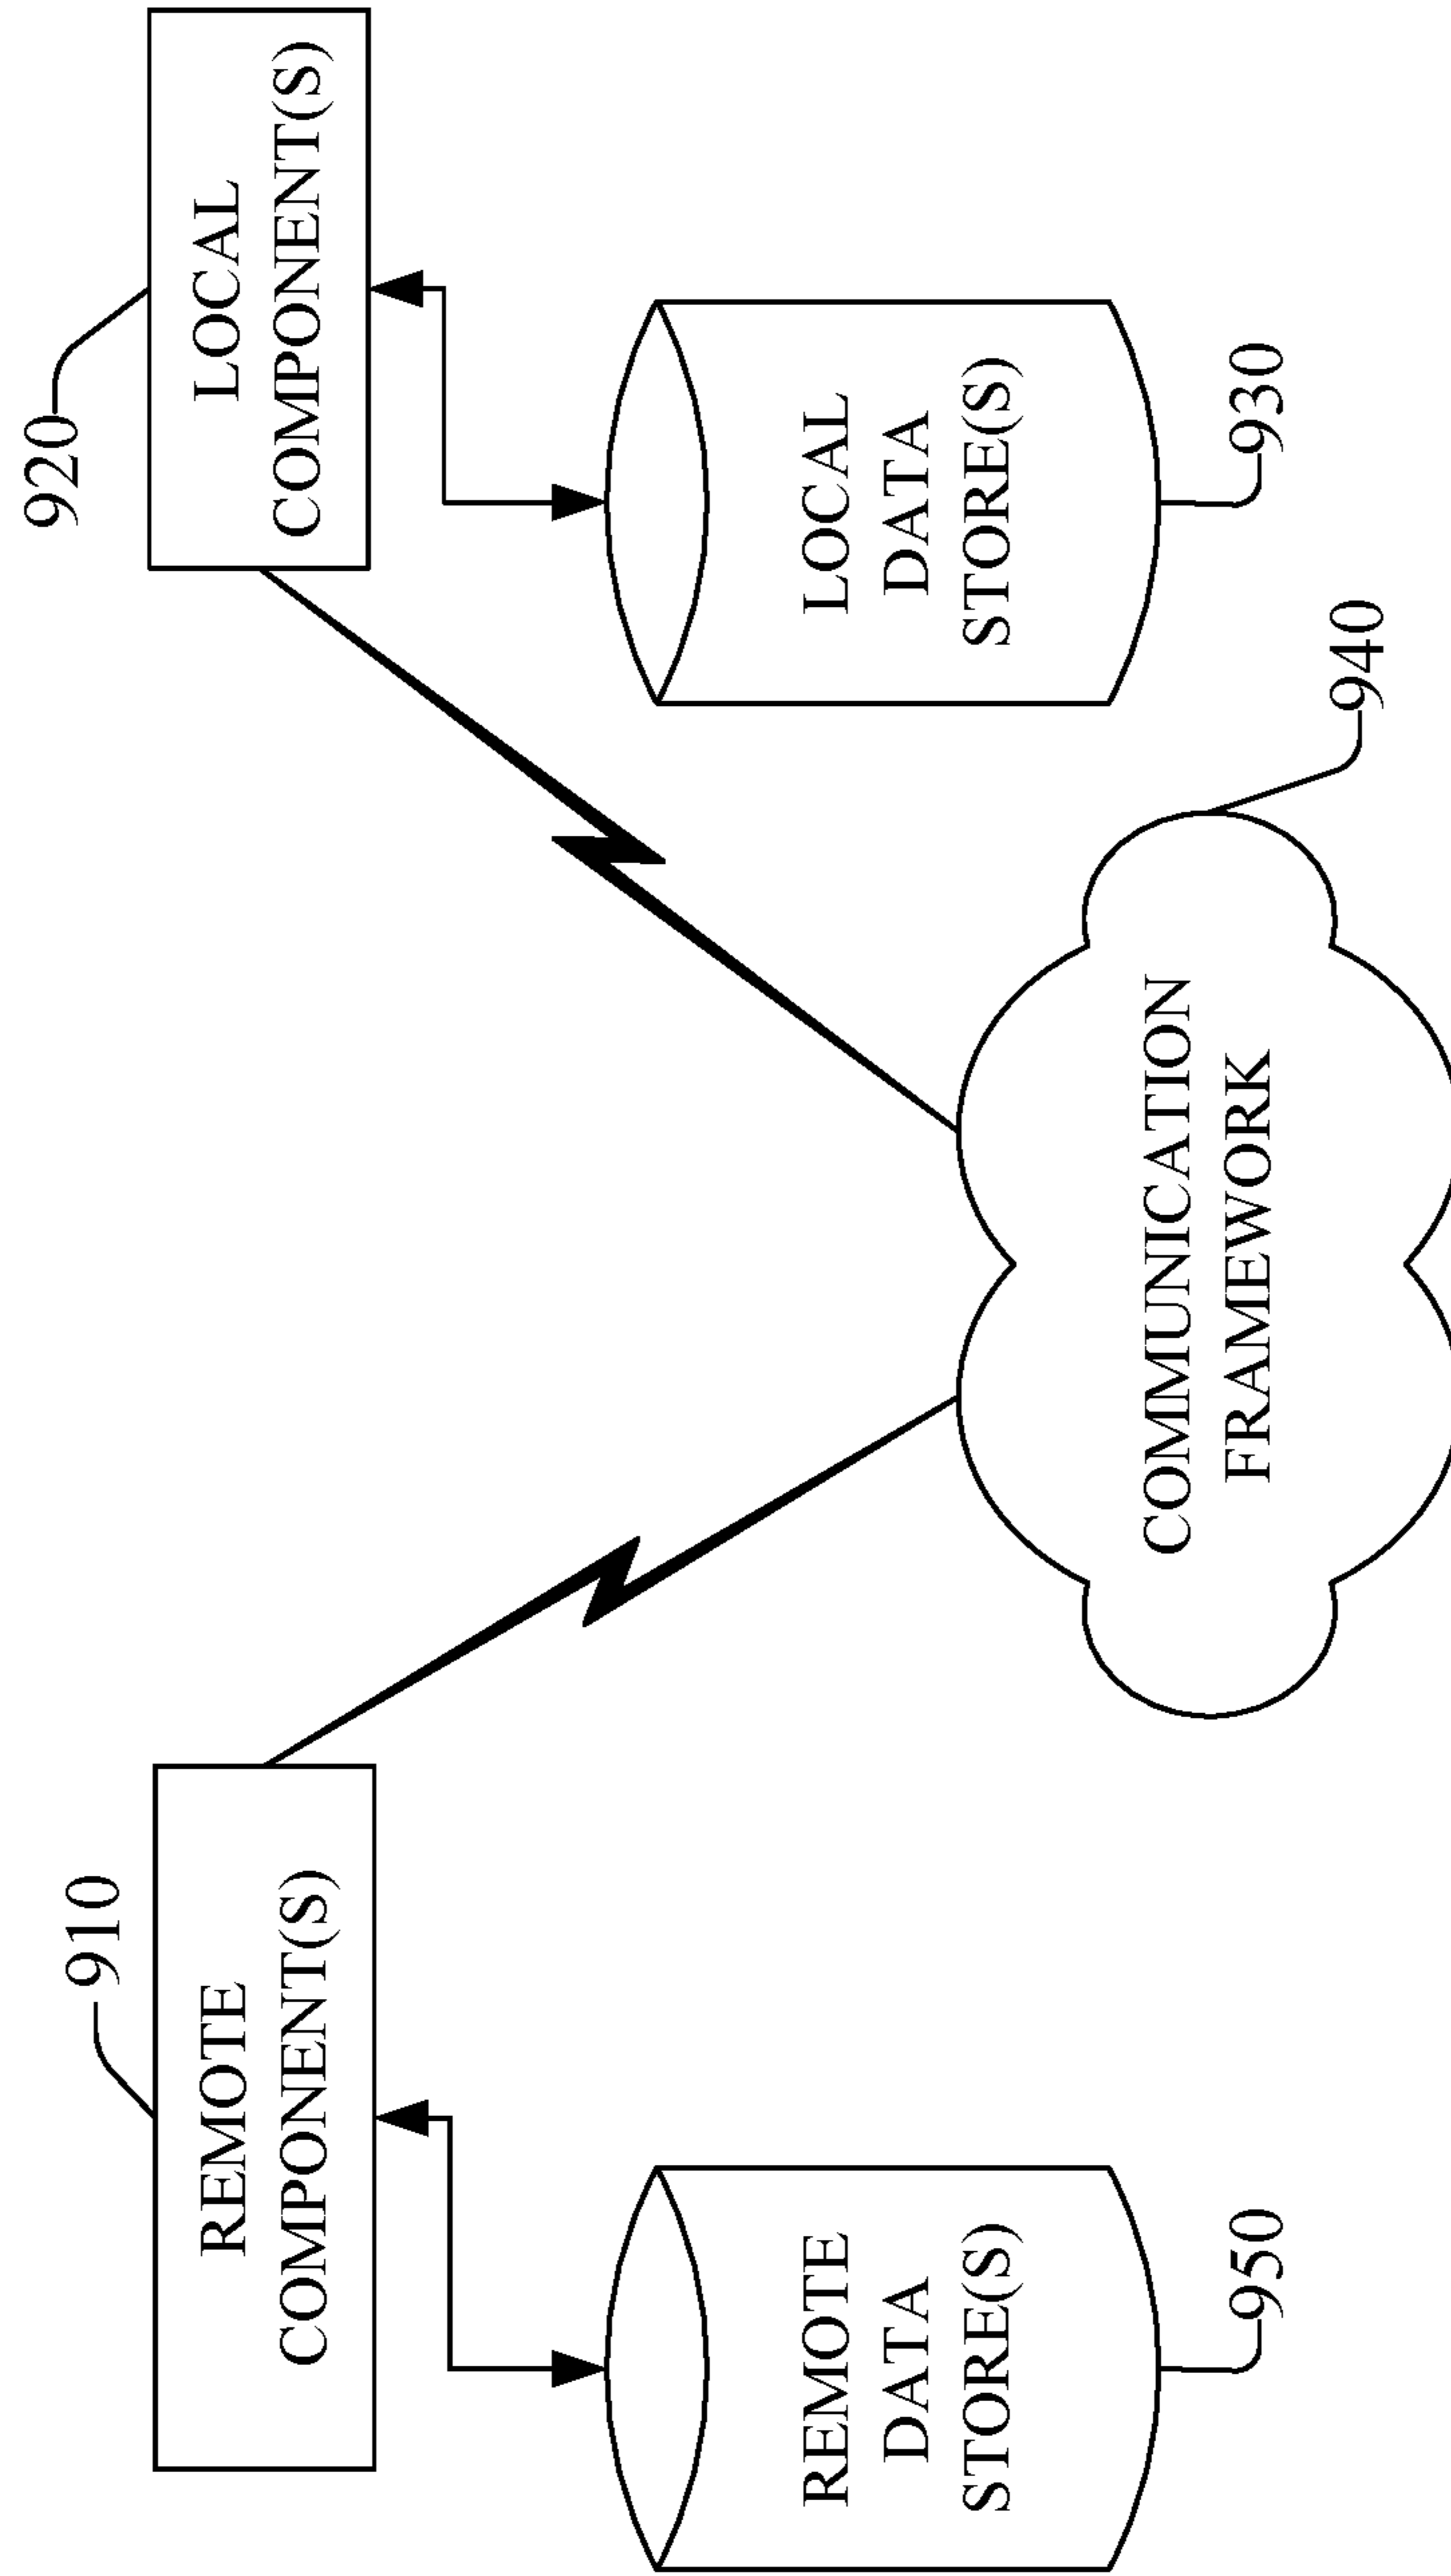 910
REMOTE
COMPONENT(S)
920
LOCAL
COMPONENT(S)
REMOTE
DATA
STORE(S)
950
COMMUNICATION
FRAMEWORK
940
LOCAL
DATA
STORE(S)
930